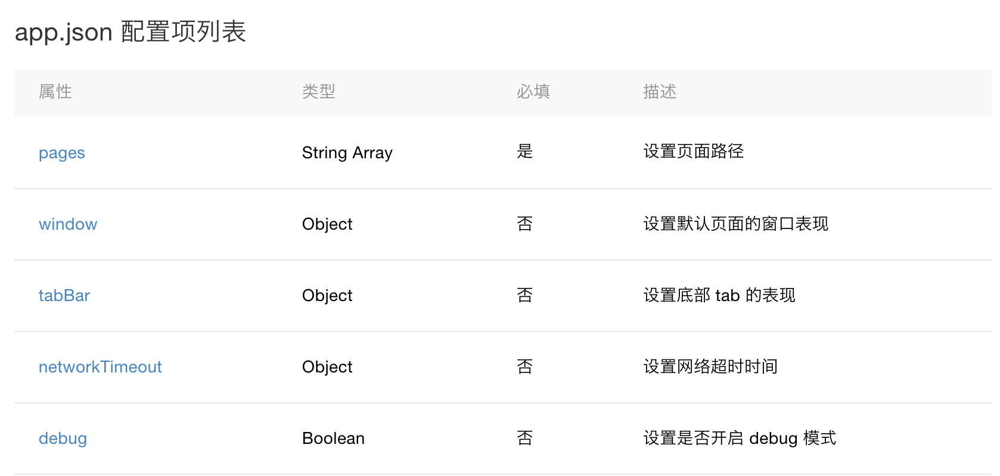 app.json 配置项列表
属性 类型 必填 描述
pages String Array 是 设置页面路径
window Object 否 设置默认页面的窗口表现
tabBar Object 否 设置底部 tab 的表现
networkTimeout Object 否 设置网络超时时间
debug Boolean 否 设置是否开启 debug 模式